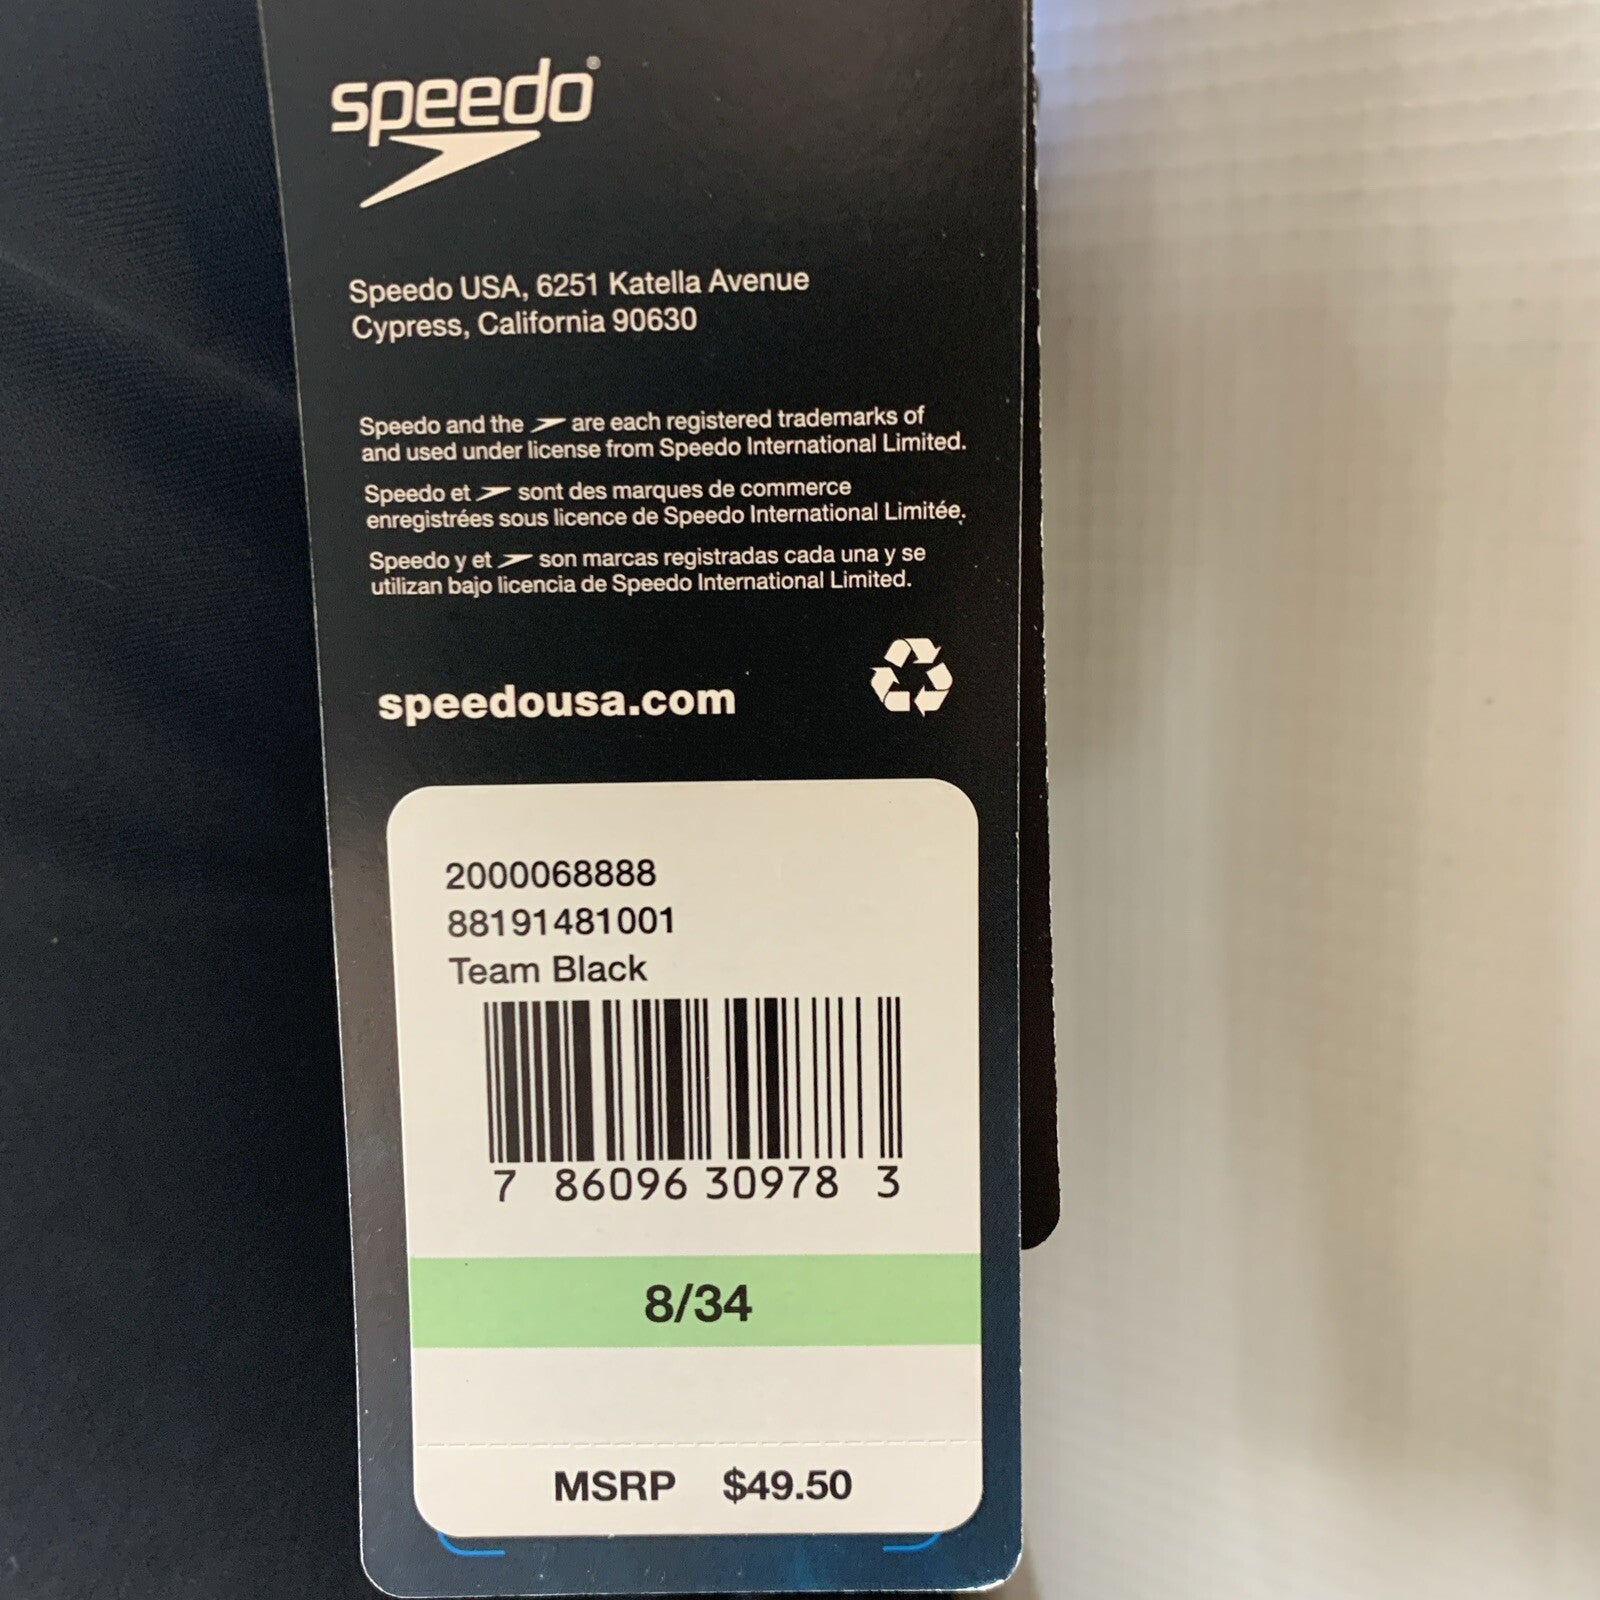 speedo®
Speedo USA, 6251 Katella Avenue
Cypress, California 90630
Speedo and the are each registered trademarks of
and used under license from Speedo International Limited.
Speedo et sont des marques de commerce
enregistrées sous licence de Speedo International Limitée.
Speedo y et son marcas registradas cada una y se
utilizan bajo licencia de Speedo International Limited.
speedousa.com
2000068888
88191481001
Team Black
7 86096 30978 3
8/34
MSRP $49.50